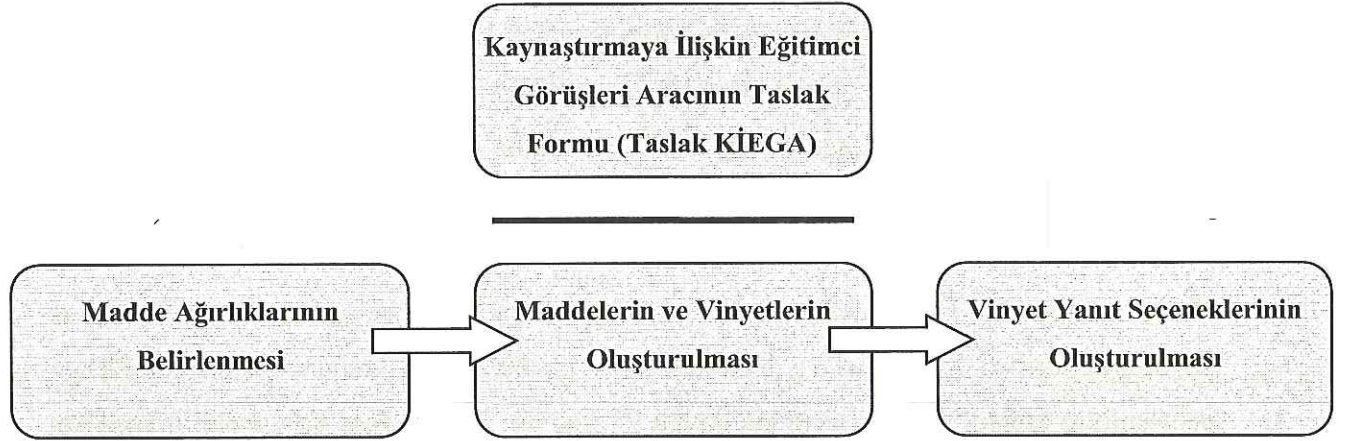 Kaynaştırmaya İlişkin Eğitimci
Görüşleri Aracının Taslak
Formu (Taslak KİEGA)
Madde Ağırlıklarının
Belirlenmesi
Maddelerin ve Vinyetlerin
Oluşturulması
Vinyet Yanıt Seçeneklerinin
Oluşturulması